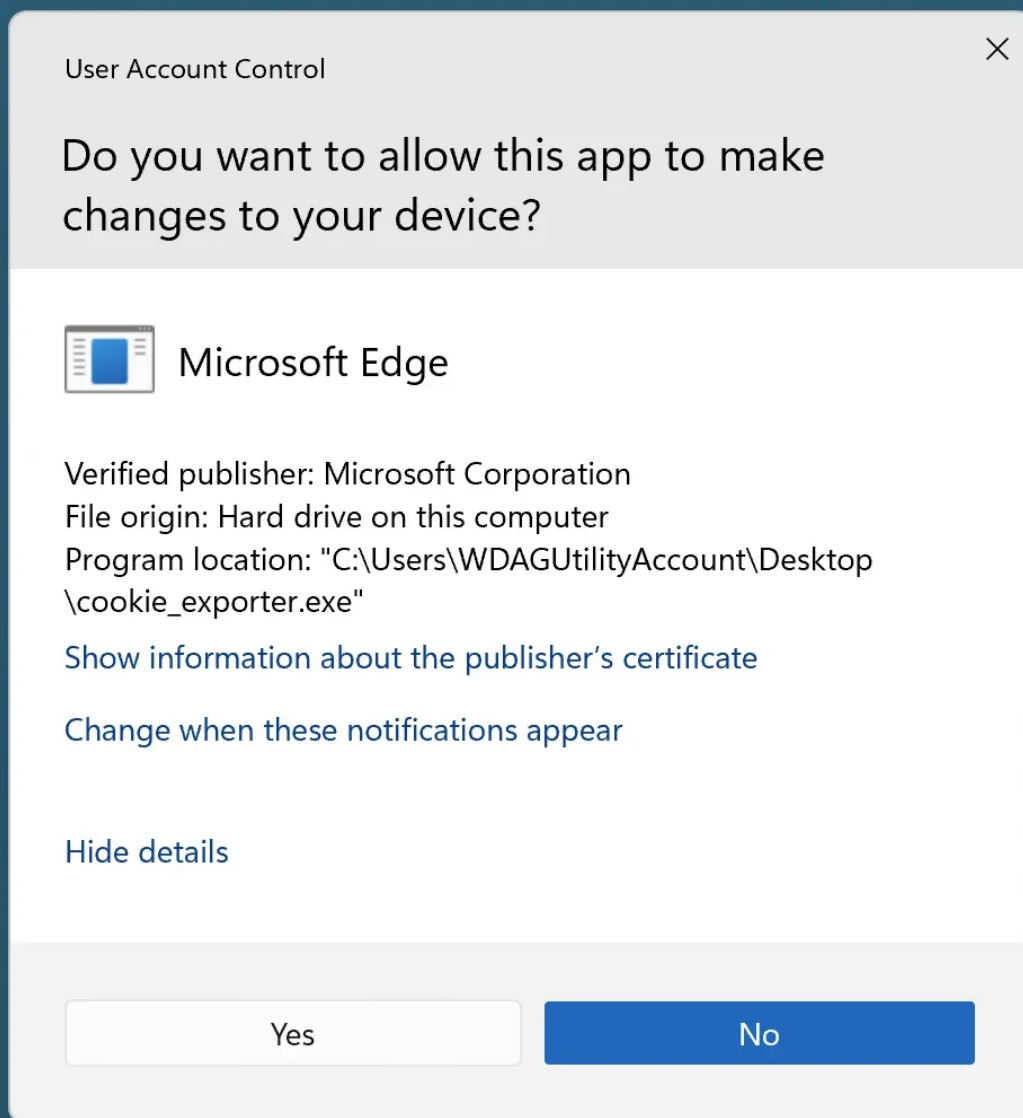 User Account Control
Do you want to allow this app to make
changes to your device?
Microsoft Edge
Verified publisher: Microsoft Corporation
File origin: Hard drive on this computer
Program location: "C:\Users\WDAGUtilityAccount\Desktop
\cookie_exporter.exe"
Show information about the publisher’s certificate
Change when these notifications appear
Hide details
Yes
No